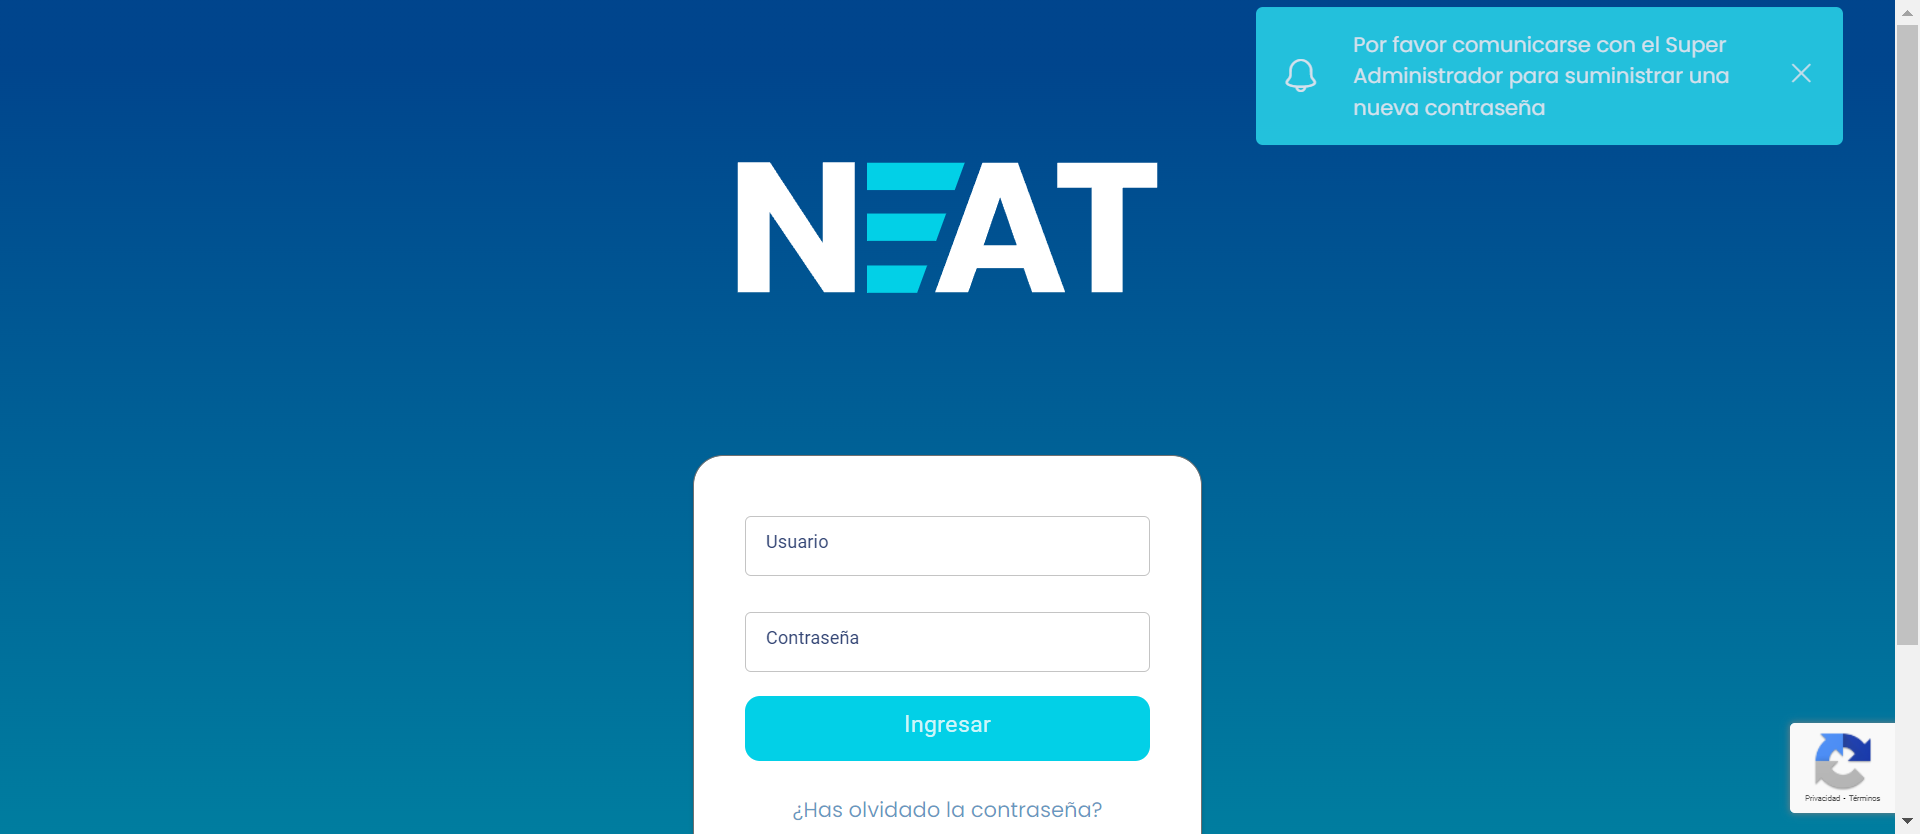 Por favor comunicarse con el Super
Administrador para suministrar una
nueva contraseña
NEAT
Usuario
Contraseña
Ingresar
¿Has olvidado la contraseña?
Privacidad - Términos